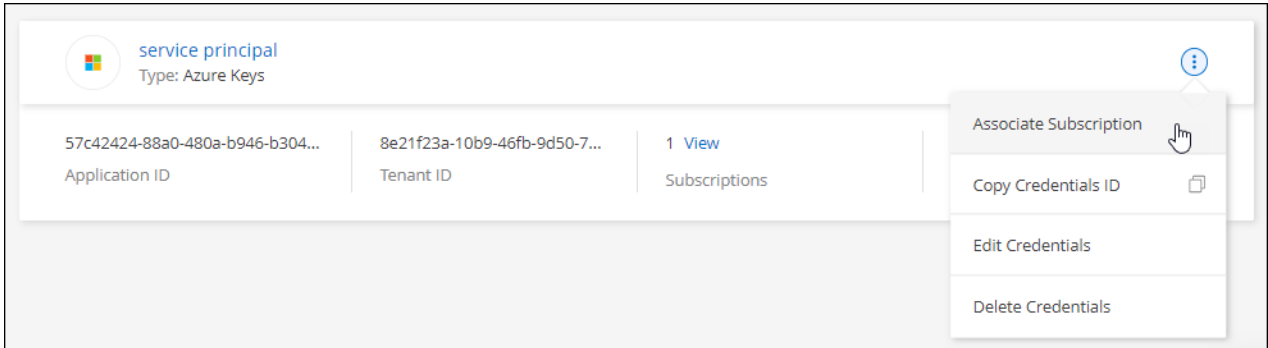 service principal
Type: Azure Keys
57c42424-88a0-480a-b946-b304...
Application ID
8e21f23a-10b9-46fb-9d50-7...
Tenant ID
1 View
Subscriptions
Associate Subscription
Copy Credentials ID
Edit Credentials
Delete Credentials